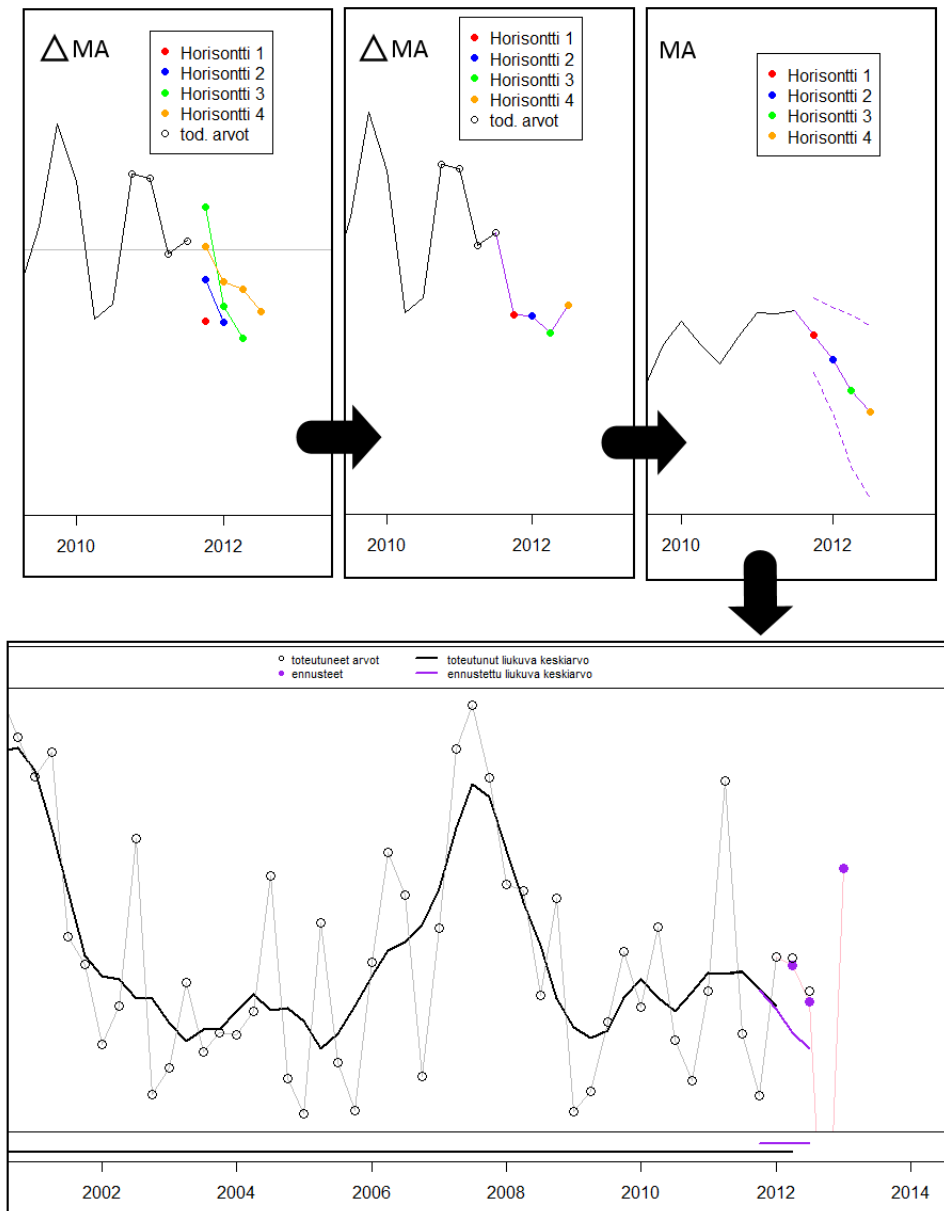 △ MA
Horisontti 1
Horisontti 2
Horisontti 3
Horisontti 4
tod. arvot
2010 2012
△ MA
Horisontti 1
Horisontti 2
Horisontti 3
Horisontti 4
tod. arvot
2010 2012
MA
Horisontti 1
Horisontti 2
Horisontti 3
Horisontti 4
2010 2012
toteutuneet arvot toteutunut liukuva keskiarvo
ennusteet ennustettu liukuva keskiarvo
2002 2004 2006 2008 2010 2012 2014